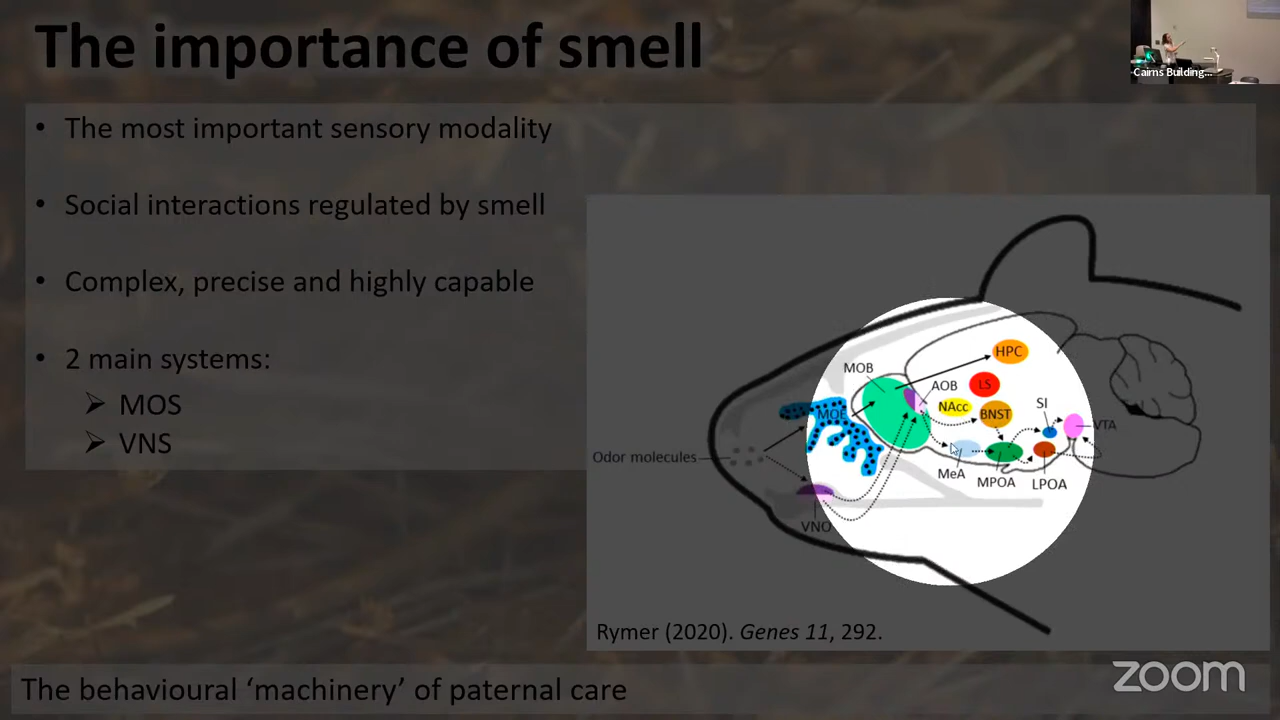 The importance of smell
Cairns Building...
• The most important sensory modality
• Social interactions regulated by smell
• Complex, precise and highly capable
• 2 main systems:
➢ MOS
➢ VNS
HPC
MOB
AOB
LS
NAcc
SI
MOE
BNST
VTA
Odor molecules
MeA
MPOA
LPOA
VNO
Rymer (2020). Genes 11, 292.
The behavioural ‘machinery’ of paternal care
zoom